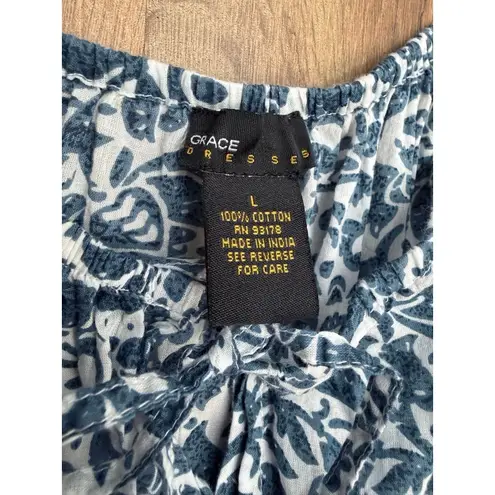 GRACE
DRESSES
L
100% COTTON
RN 93178
MADE IN INDIA
SEE REVERSE
FOR CARE